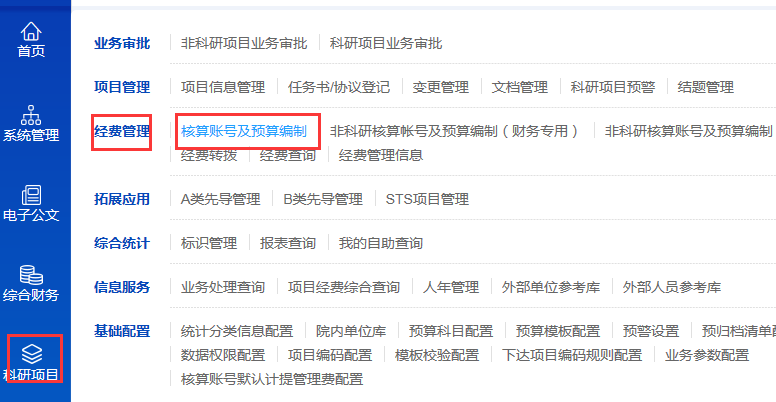 首页
系统管理
电子公文
综合财务
科研项目
业务审批 非科研项目业务审批 科研项目业务审批
项目管理 项目信息管理 任务书/协议登记 变更管理 文档管理 科研项目预警 结题管理
经费管理 核算账号及预算编制 非科研核算帐号及预算编制（财务专用） 非科研核算账号及预算编制
经费转拨 经费查询 经费管理信息
拓展应用 A类先导管理 B类先导管理 STS项目管理
综合统计 标识管理 报表查询 我的自助查询
信息服务 业务处理查询 项目经费综合查询 人年管理 外部单位参考库 外部人员参考库
基础配置 统计分类信息配置 院内单位库 预算科目配置 预算模板配置 预警设置 预归档清单配
数据权限配置 项目编码配置 模板校验配置 下达项目编码规则配置 业务参数配置
核算账号默认计提管理费配置